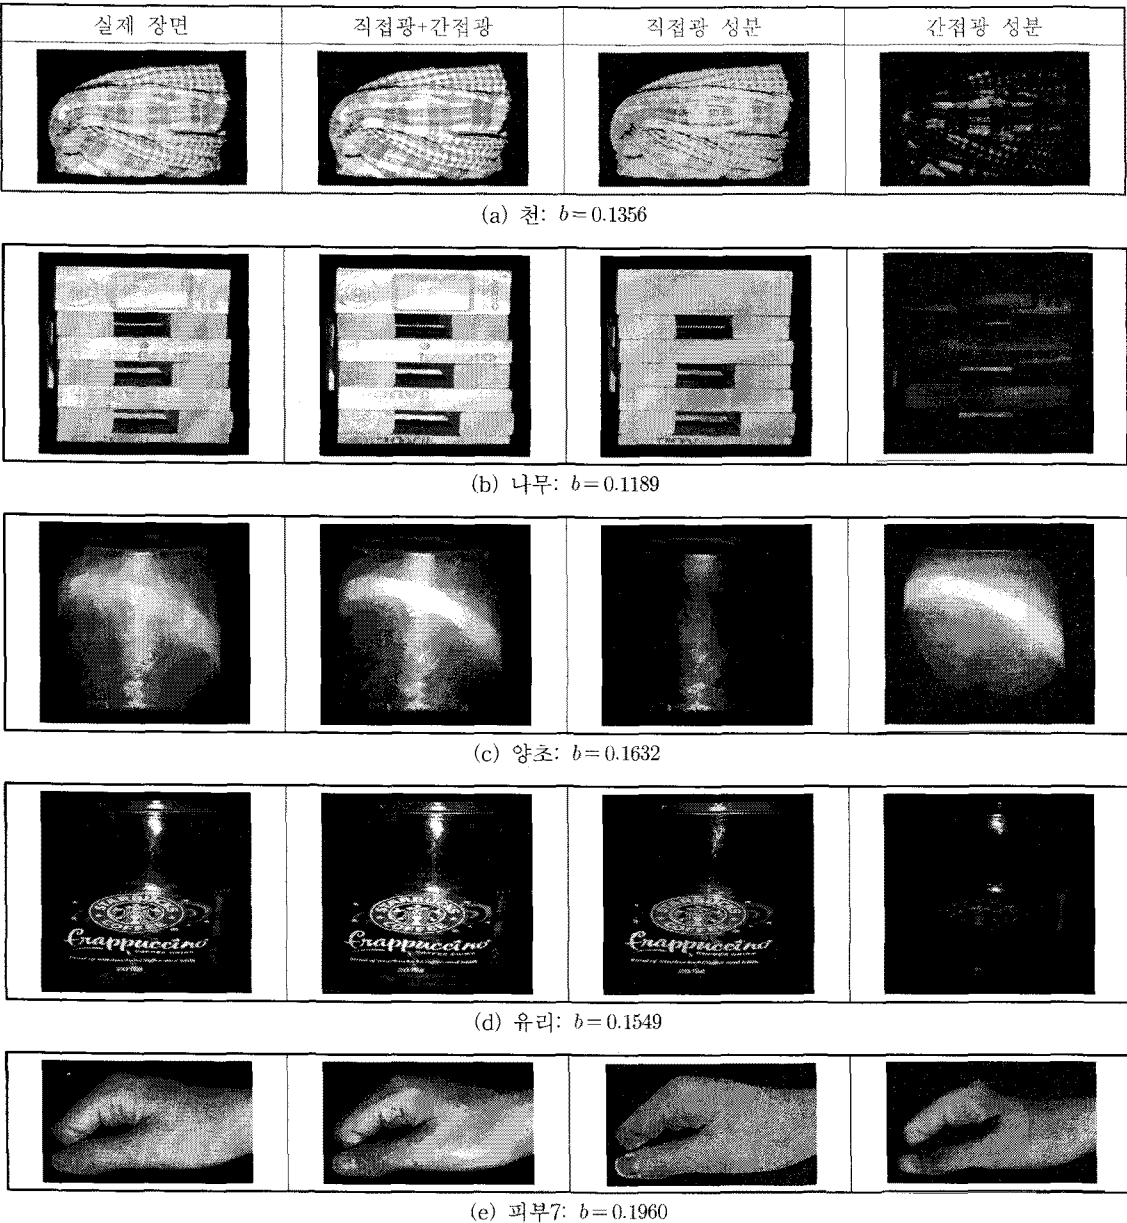 실제 장면 직접광+간접광 직접광 성분 간접광 성분
(a) 천: b=0.1356
(b) 나무: b=0.1189
(c) 양초: b=0.1632
frappuccino
frappuccino
frappuccino
(d) 유리: b=0.1549
(e) 피부7: b=0.1960